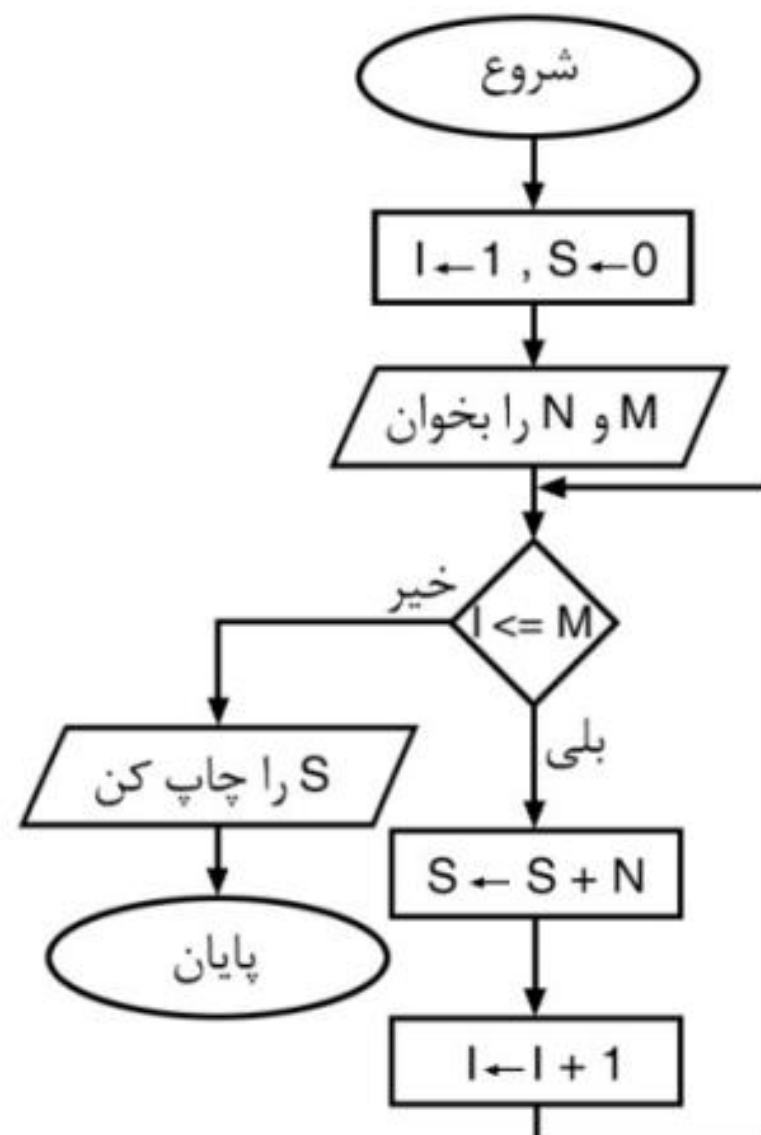 شروع
I←1 , S←0
M و N را بخوان
I <= M
خیر
بلی
S را چاپ کن
S ← S + N
پایان
I←I + 1